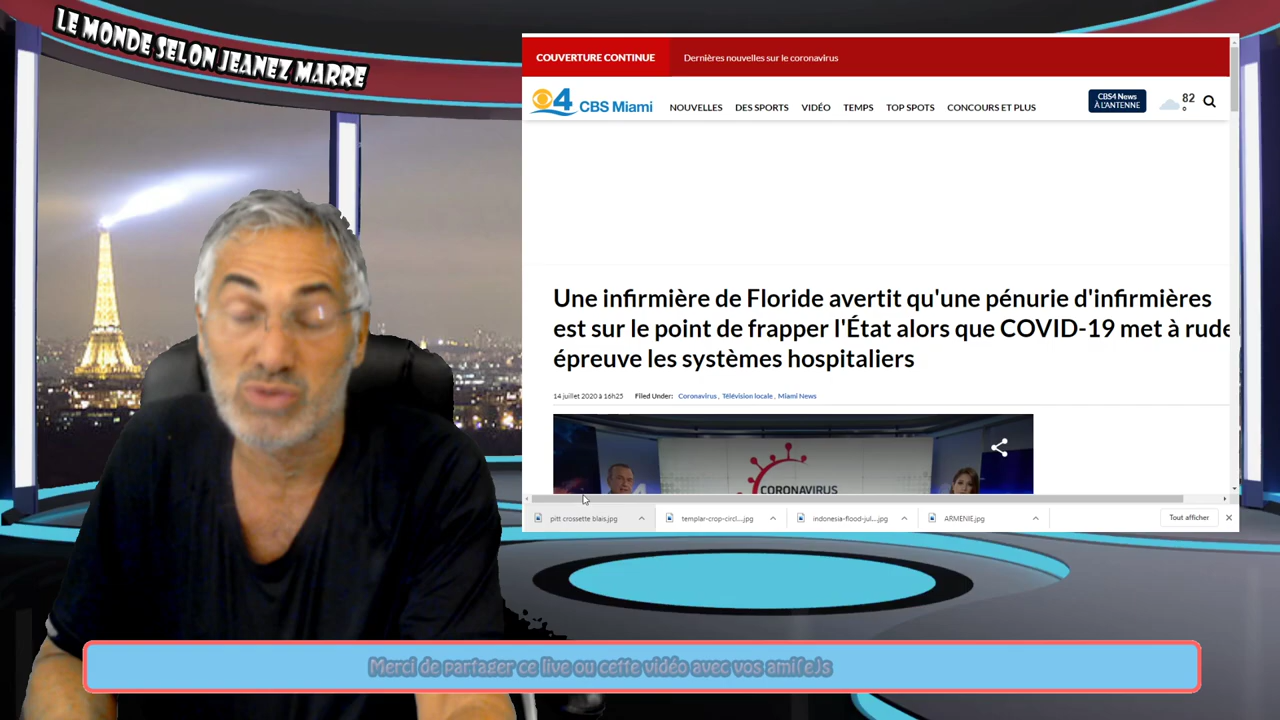 LE MONDE SELON JEANEZ MARRE
COUVERTURE CONTINUE
Dernières nouvelles sur le coronavirus
4 CBS Miami
NOUVELLES
DES SPORTS
VIDÉO
TEMPS
TOP SPOTS
CONCOURS ET PLUS
CBS4 News
À L'ANTENNE
82
°
Une infirmière de Floride avertit qu'une pénurie d'infirmières
est sur le point de frapper l'État alors que COVID-19 met à rude
épreuve les systèmes hospitaliers
14 juillet 2020 à 16h25
Filed Under:
Coronavirus, Télévision locale, Miami News
CORONAVIRUS
pitt crossette blais.jpg
templar-crop-circl....jpg
indonesia-flood-jul....jpg
ARMENIE.jpg
Tout afficher
Merci de partager ce live ou cette vidéo avec vos ami(e)s